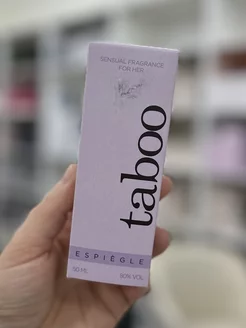 SENSUAL FRAGRANCE
FOR HER
taboo
ESPIÈGLE
50 ML
50% VOL.